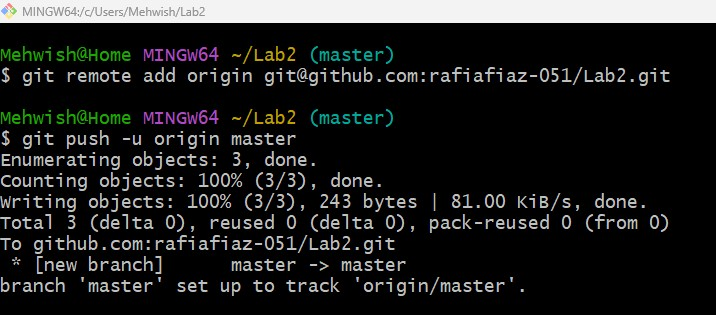 MINGW64:/c/Users/Mehwish/Lab2
Mehwish@Home MINGW64 ~/Lab2 (master)
$ git remote add origin git@github.com:rafiafiaz-051/Lab2.git
Mehwish@Home MINGW64 ~/Lab2 (master)
$ git push -u origin master
Enumerating objects: 3, done.
Counting objects: 100% (3/3), done.
Writing objects: 100% (3/3), 243 bytes | 81.00 KiB/s, done.
Total 3 (delta 0), reused 0 (delta 0), pack-reused 0 (from 0)
To github.com:rafiafiaz-051/Lab2.git
 * [new branch]      master -> master
branch 'master' set up to track 'origin/master'.